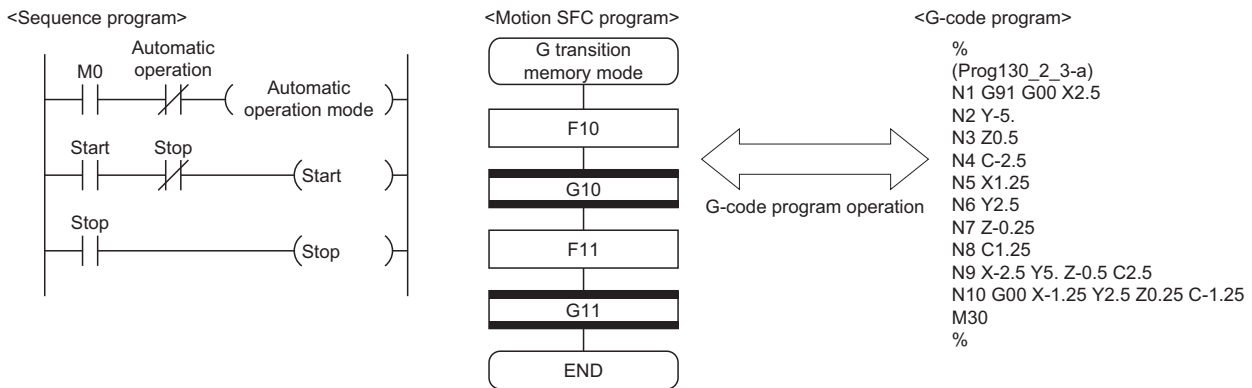 <Sequence program>
Automatic
operation
M0
Automatic
operation mode
Start
Stop
Start
Stop
Stop
<Motion SFC program>
G transition
memory mode
F10
G10
F11
G11
END
G-code program operation
<G-code program>
%
(Prog130_2_3-a)
N1 G91 G00 X2.5
N2 Y-5.
N3 Z0.5
N4 C-2.5
N5 X1.25
N6 Y2.5
N7 Z-0.25
N8 C1.25
N9 X-2.5 Y5. Z-0.5 C2.5
N10 G00 X-1.25 Y2.5 Z0.25 C-1.25
M30
%